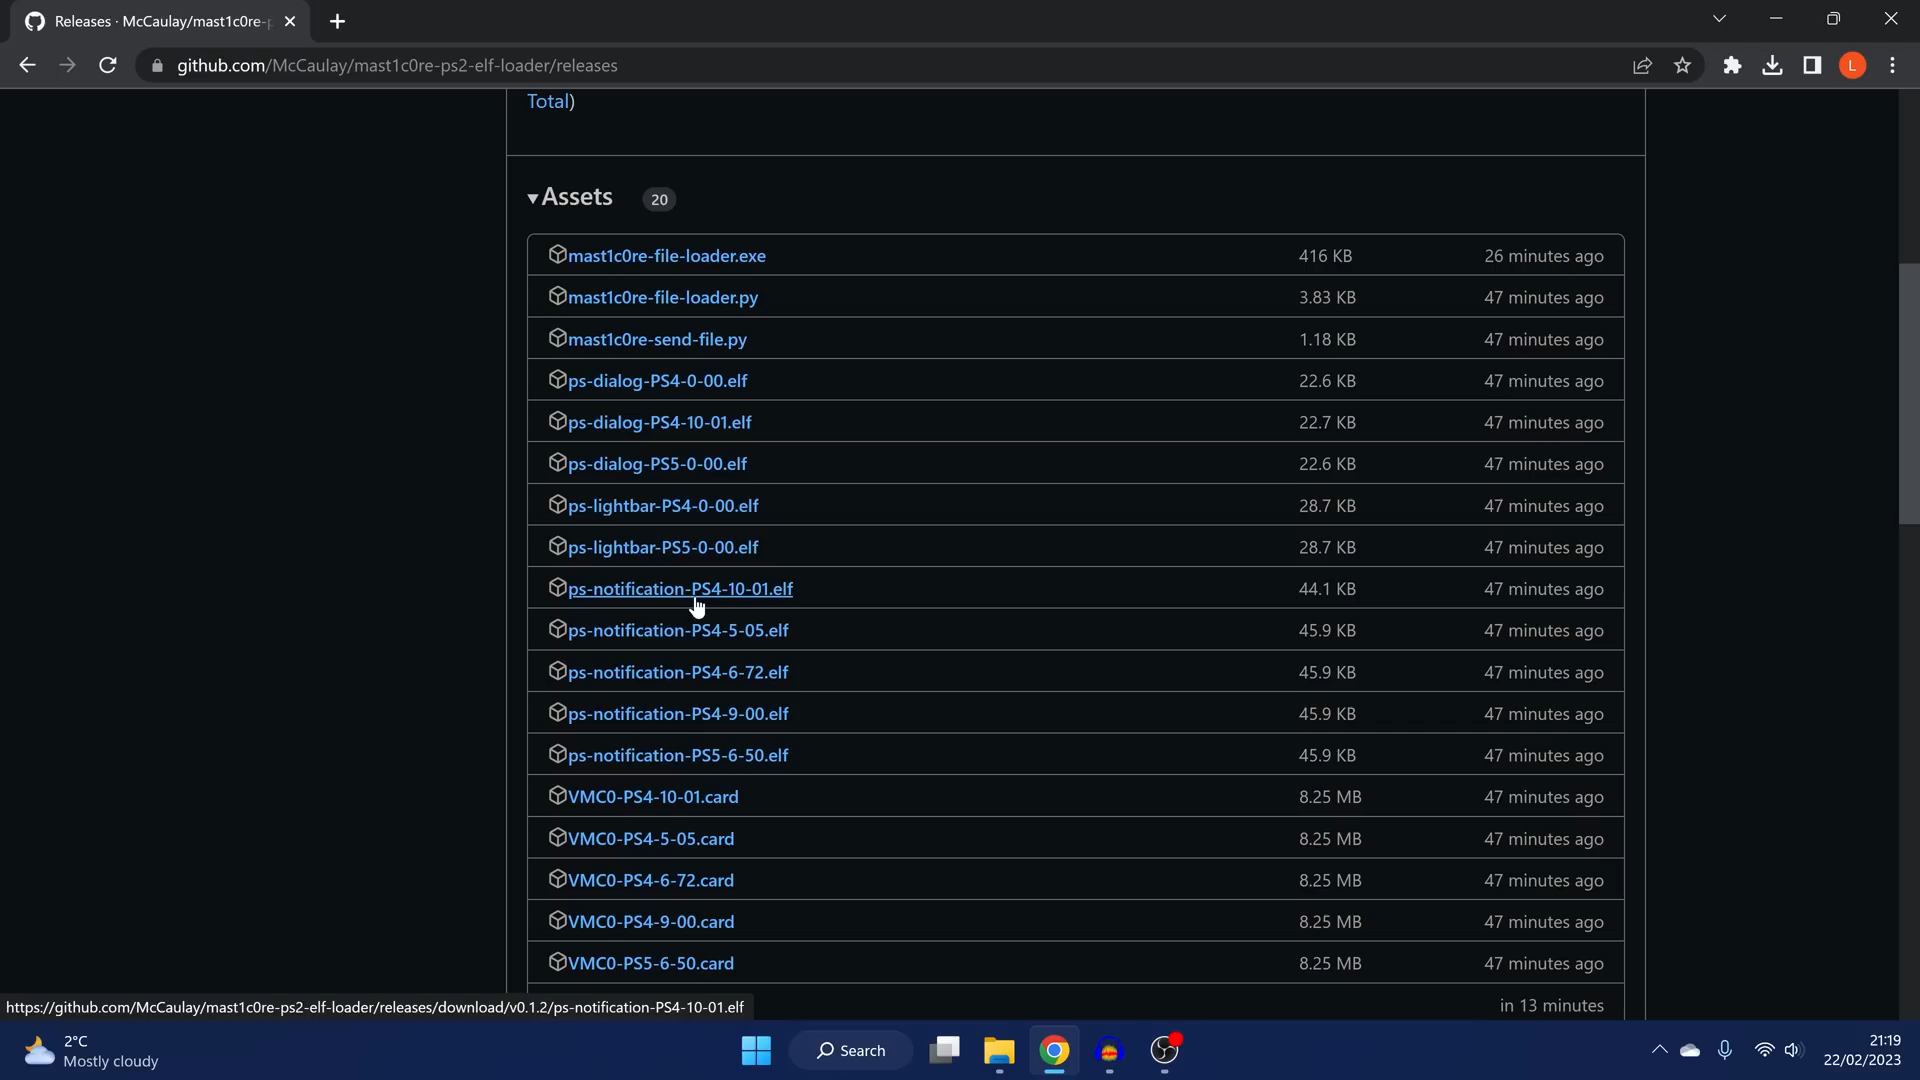 Releases · McCaulay/mast1c0re-p
github.com/McCaulay/mast1c0re-ps2-elf-loader/releases
L
Total)
Assets 20
mast1c0re-file-loader.exe 416 KB 26 minutes ago
mast1c0re-file-loader.py 3.83 KB 47 minutes ago
mast1c0re-send-file.py 1.18 KB 47 minutes ago
ps-dialog-PS4-0-00.elf 22.6 KB 47 minutes ago
ps-dialog-PS4-10-01.elf 22.7 KB 47 minutes ago
ps-dialog-PS5-0-00.elf 22.6 KB 47 minutes ago
ps-lightbar-PS4-0-00.elf 28.7 KB 47 minutes ago
ps-lightbar-PS5-0-00.elf 28.7 KB 47 minutes ago
ps-notification-PS4-10-01.elf 44.1 KB 47 minutes ago
ps-notification-PS4-5-05.elf 45.9 KB 47 minutes ago
ps-notification-PS4-6-72.elf 45.9 KB 47 minutes ago
ps-notification-PS4-9-00.elf 45.9 KB 47 minutes ago
ps-notification-PS5-6-50.elf 45.9 KB 47 minutes ago
VMC0-PS4-10-01.card 8.25 MB 47 minutes ago
VMC0-PS4-5-05.card 8.25 MB 47 minutes ago
VMC0-PS4-6-72.card 8.25 MB 47 minutes ago
VMC0-PS4-9-00.card 8.25 MB 47 minutes ago
VMC0-PS5-6-50.card 8.25 MB 47 minutes ago
https://github.com/McCaulay/mast1c0re-ps2-elf-loader/releases/download/v0.1.2/ps-notification-PS4-10-01.elf in 13 minutes
2°C
Mostly cloudy
Search
21:19
22/02/2023